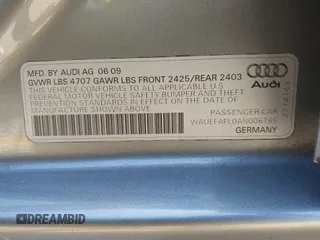 MFD. BY AUDI AG 06 09
GVWR LBS 4707 GAWR LBS FRONT 2425/REAR 2403
THIS VEHICLE CONFORMS TO ALL APPLICABLE U.S
FEDERAL MOTOR VEHICLE SAFETY, BUMPER AND THEFT
PREVENTION STANDARDS IN EFFECT ON THE DATE OF
MANUFACTURE SHOWN ABOVE
Audi
PASSENGER CAR
WAUEFAFL0AN006765
GERMANY
DREAMBID